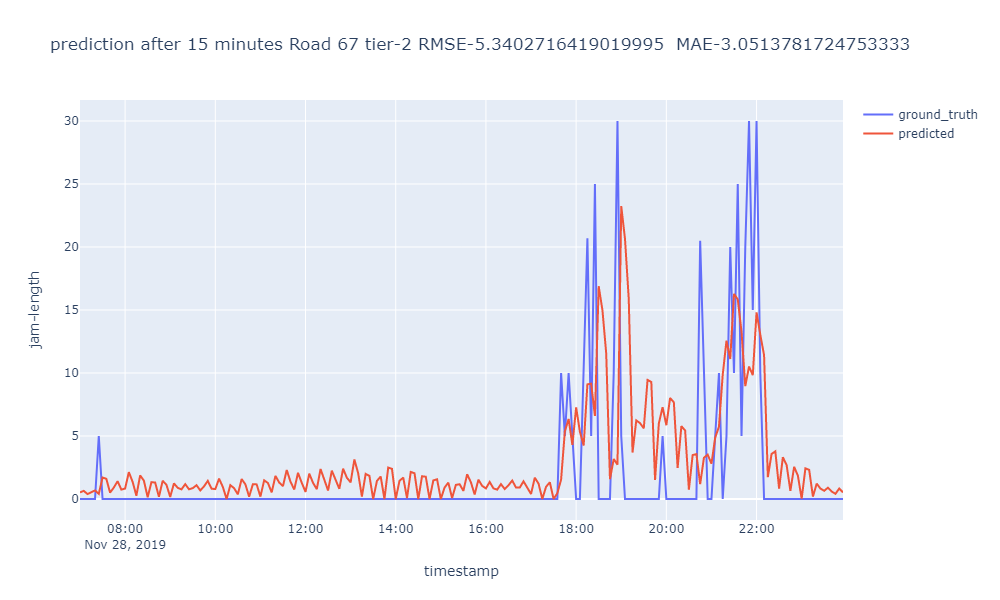 prediction after 15 minutes Road 67 tier-2 RMSE-5.3402716419019995  MAE-3.0513781724753333
ground_truth
predicted
30
25
20
15
10
5
0
jam-length
08:00 10:00 12:00 14:00 16:00 18:00 20:00 22:00
Nov 28, 2019
timestamp